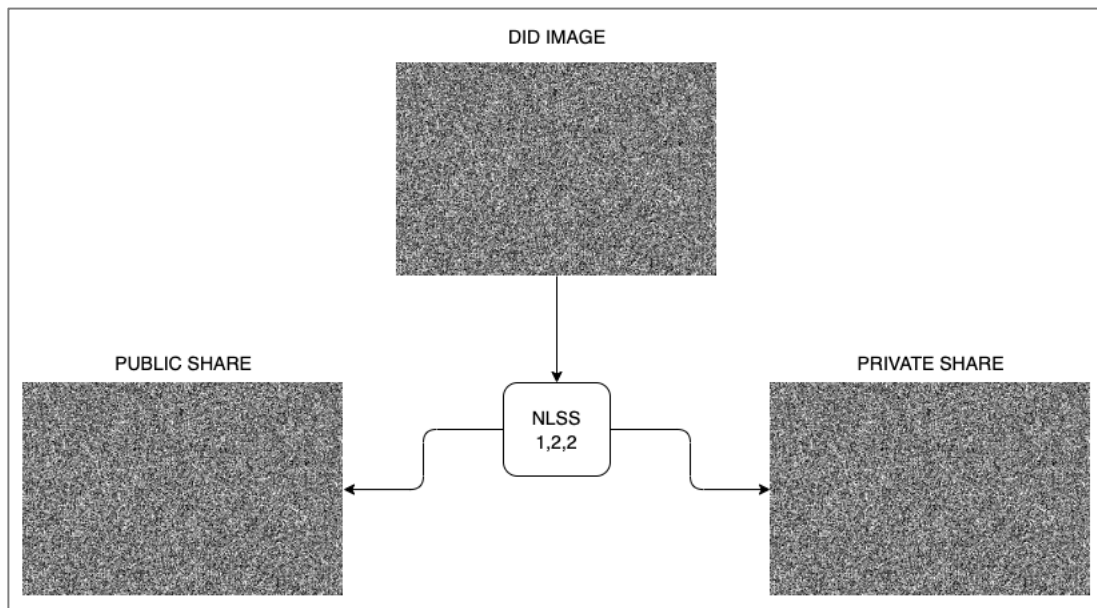 DID IMAGE
PUBLIC SHARE
PRIVATE SHARE
NLSS
1,2,2